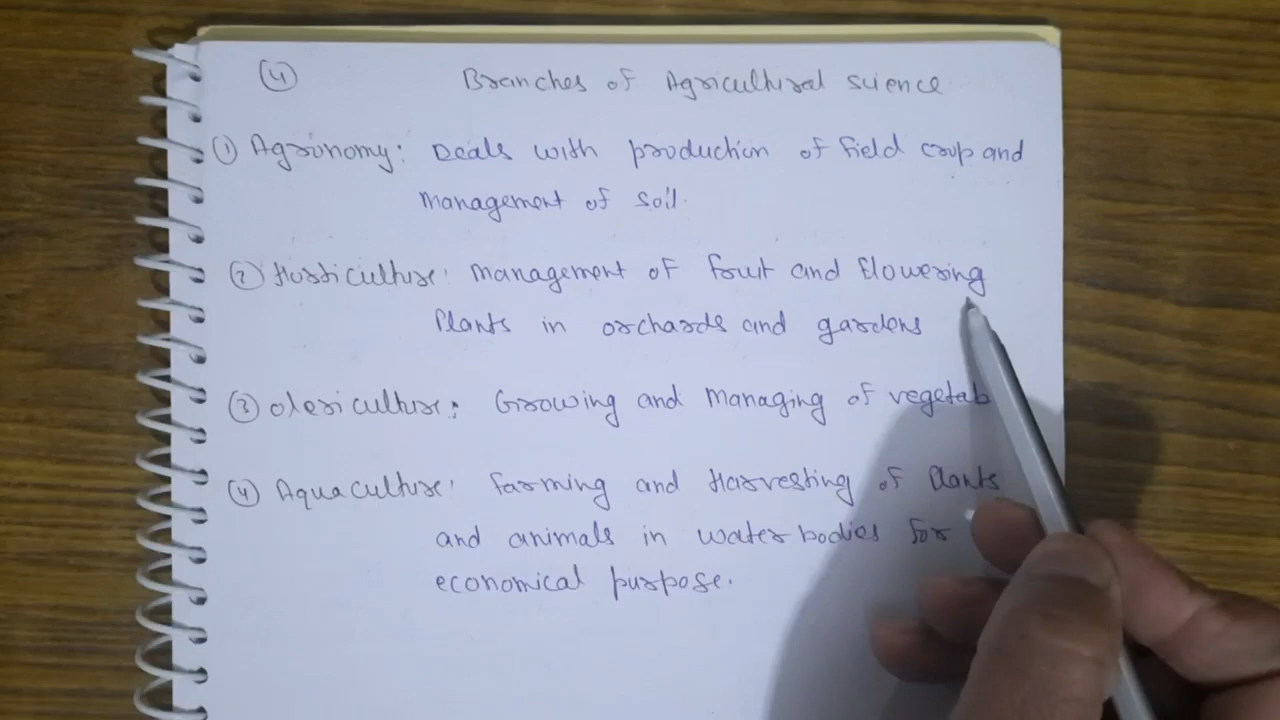 ④ Branches of Agricultural science
① Agronomy: Deals with production of field crop and
management of soil.
② Horticulture: Management of fruit and flowering
Plants in orchards and gardens
③ Olericulture: Growing and managing of vegetab
④ Aquaculture: Farming and Harvesting of Plants
and animals in water bodies for
economical purpose.